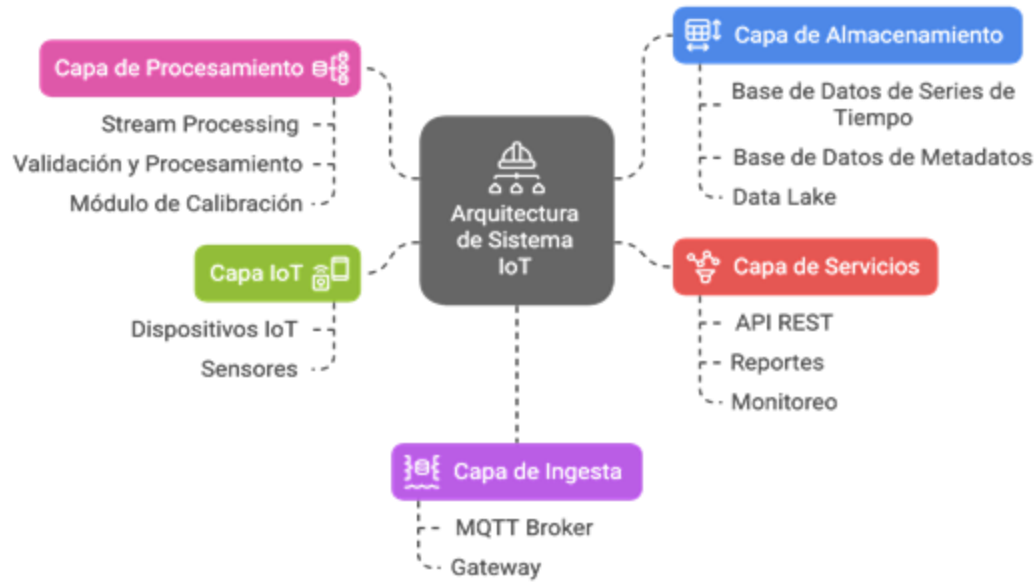 Capa de Procesamiento
Stream Processing
Validación y Procesamiento
Módulo de Calibración
Capa IoT
Dispositivos IoT
Sensores
Arquitectura
de Sistema
IoT
Capa de Almacenamiento
Base de Datos de Series de
Tiempo
Base de Datos de Metadatos
Data Lake
Capa de Servicios
API REST
Reportes
Monitoreo
Capa de Ingesta
MQTT Broker
Gateway